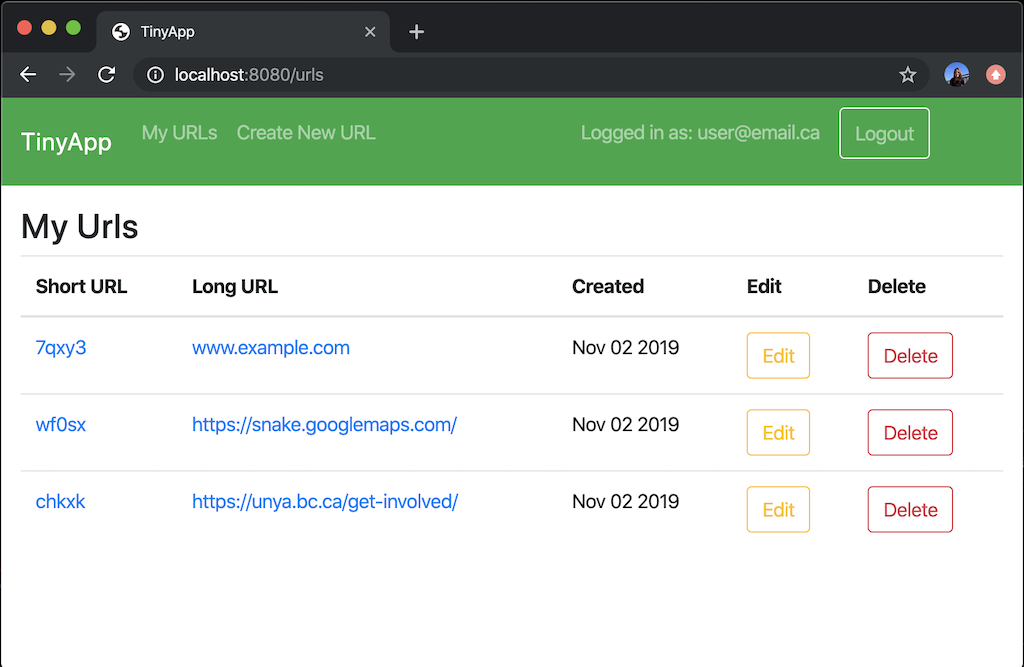 TinyApp
localhost:8080/urls
TinyApp My URLs Create New URL Logged in as: user@email.ca Logout
My Urls
Short URL Long URL Created Edit Delete
7qxy3 www.example.com Nov 02 2019 Edit Delete
wf0sx https://snake.googlemaps.com/ Nov 02 2019 Edit Delete
chkxk https://unya.bc.ca/get-involved/ Nov 02 2019 Edit Delete